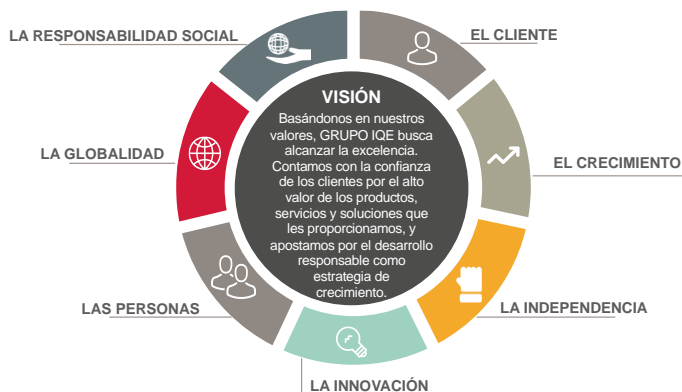 LA RESPONSABILIDAD SOCIAL
EL CLIENTE
VISIÓN
Basándonos en nuestros
valores, GRUPO IQE busca
alcanzar la excelencia.
Contamos con la confianza
de los clientes por el alto
valor de los productos,
servicios y soluciones que
les proporcionamos, y
apostamos por el desarrollo
responsable como
estrategia de
crecimiento.
LA GLOBALIDAD
EL CRECIMIENTO
LAS PERSONAS
LA INDEPENDENCIA
LA INNOVACIÓN